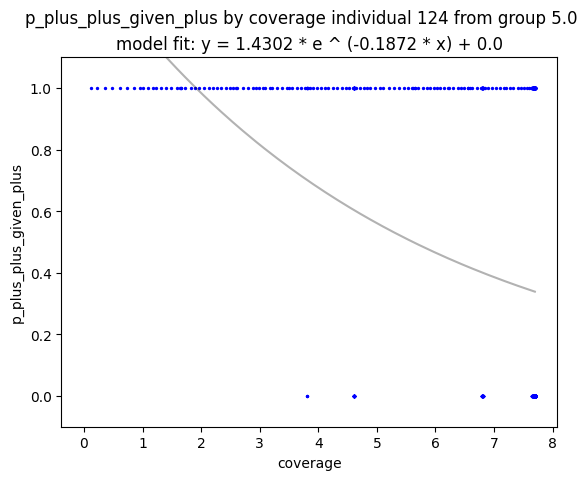 p_plus_plus_given_plus by coverage individual 124 from group 5.0
model fit: y = 1.4302 * e ^ (-0.1872 * x) + 0.0
p_plus_plus_given_plus
1.0
0.8
0.6
0.4
0.2
0.0
0 1 2 3 4 5 6 7 8
coverage